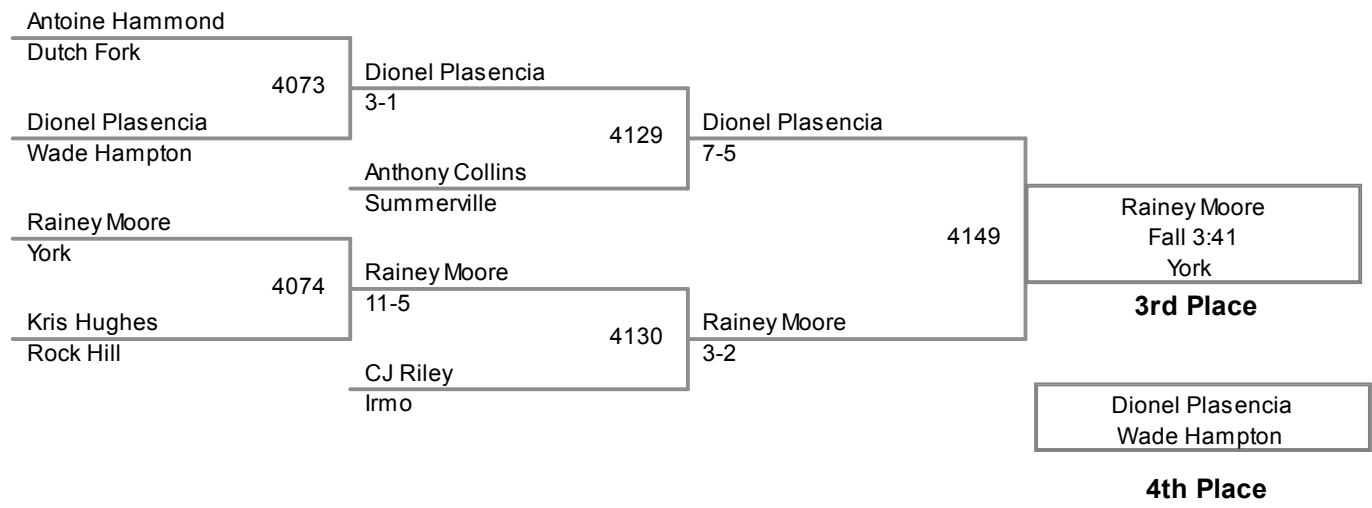 Antoine Hammond
Dutch Fork
4073
Dionel Plasencia
Wade Hampton
Dionel Plasencia
3-1
4129
Anthony Collins
Summerville
Dionel Plasencia
7-5
Rainey Moore
York
4074
Kris Hughes
Rock Hill
Rainey Moore
11-5
4130
CJ Riley
Irmo
Rainey Moore
3-2
4149
Rainey Moore
Fall 3:41
York
3rd Place
Dionel Plasencia
Wade Hampton
4th Place